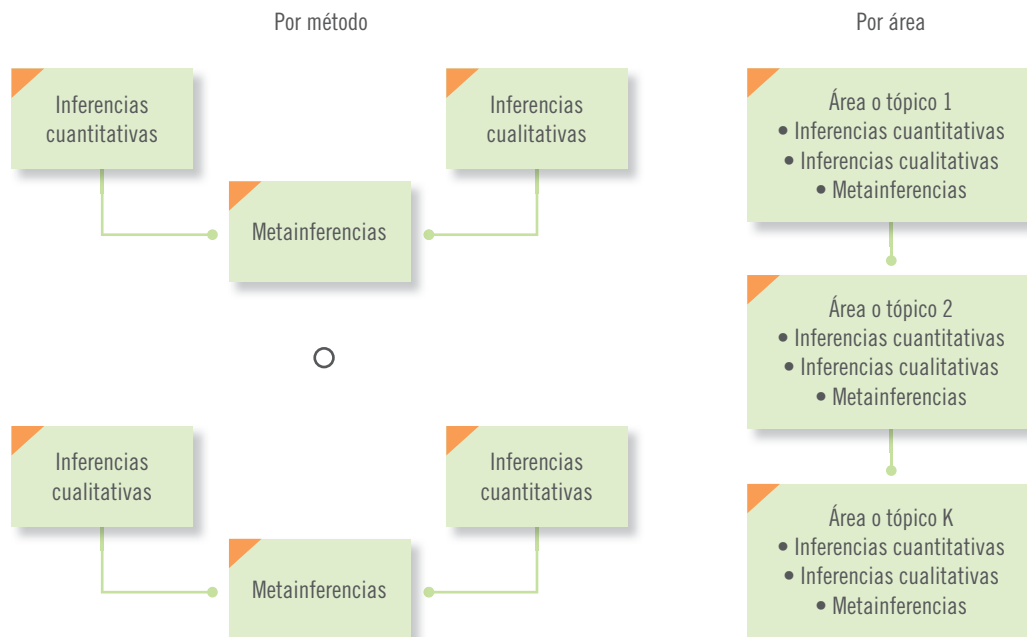 Por método
Inferencias
cuantitativas
Inferencias
cualitativas
Metainferencias
O
Inferencias
cualitativas
Inferencias
cuantitativas
Metainferencias
Por área
Área o tópico 1
• Inferencias cuantitativas
• Inferencias cualitativas
• Metainferencias
Área o tópico 2
• Inferencias cuantitativas
• Inferencias cualitativas
• Metainferencias
Área o tópico K
• Inferencias cuantitativas
• Inferencias cualitativas
• Metainferencias